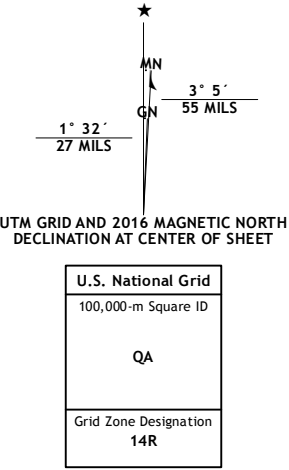 ★
MN
3° 5´
55 MILS
GN
1° 32´
27 MILS
UTM GRID AND 2016 MAGNETIC NORTH
DECLINATION AT CENTER OF SHEET
U.S. National Grid
100,000-m Square ID
QA
Grid Zone Designation
14R